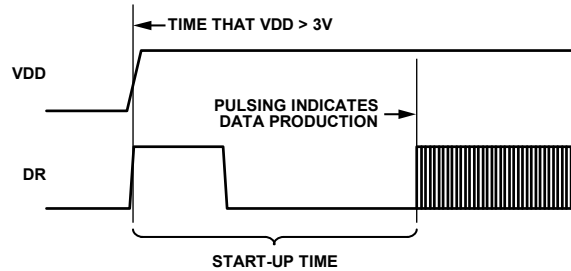 TIME THAT VDD > 3V
VDD
PULSING INDICATES
DATA PRODUCTION
DR
START-UP TIME